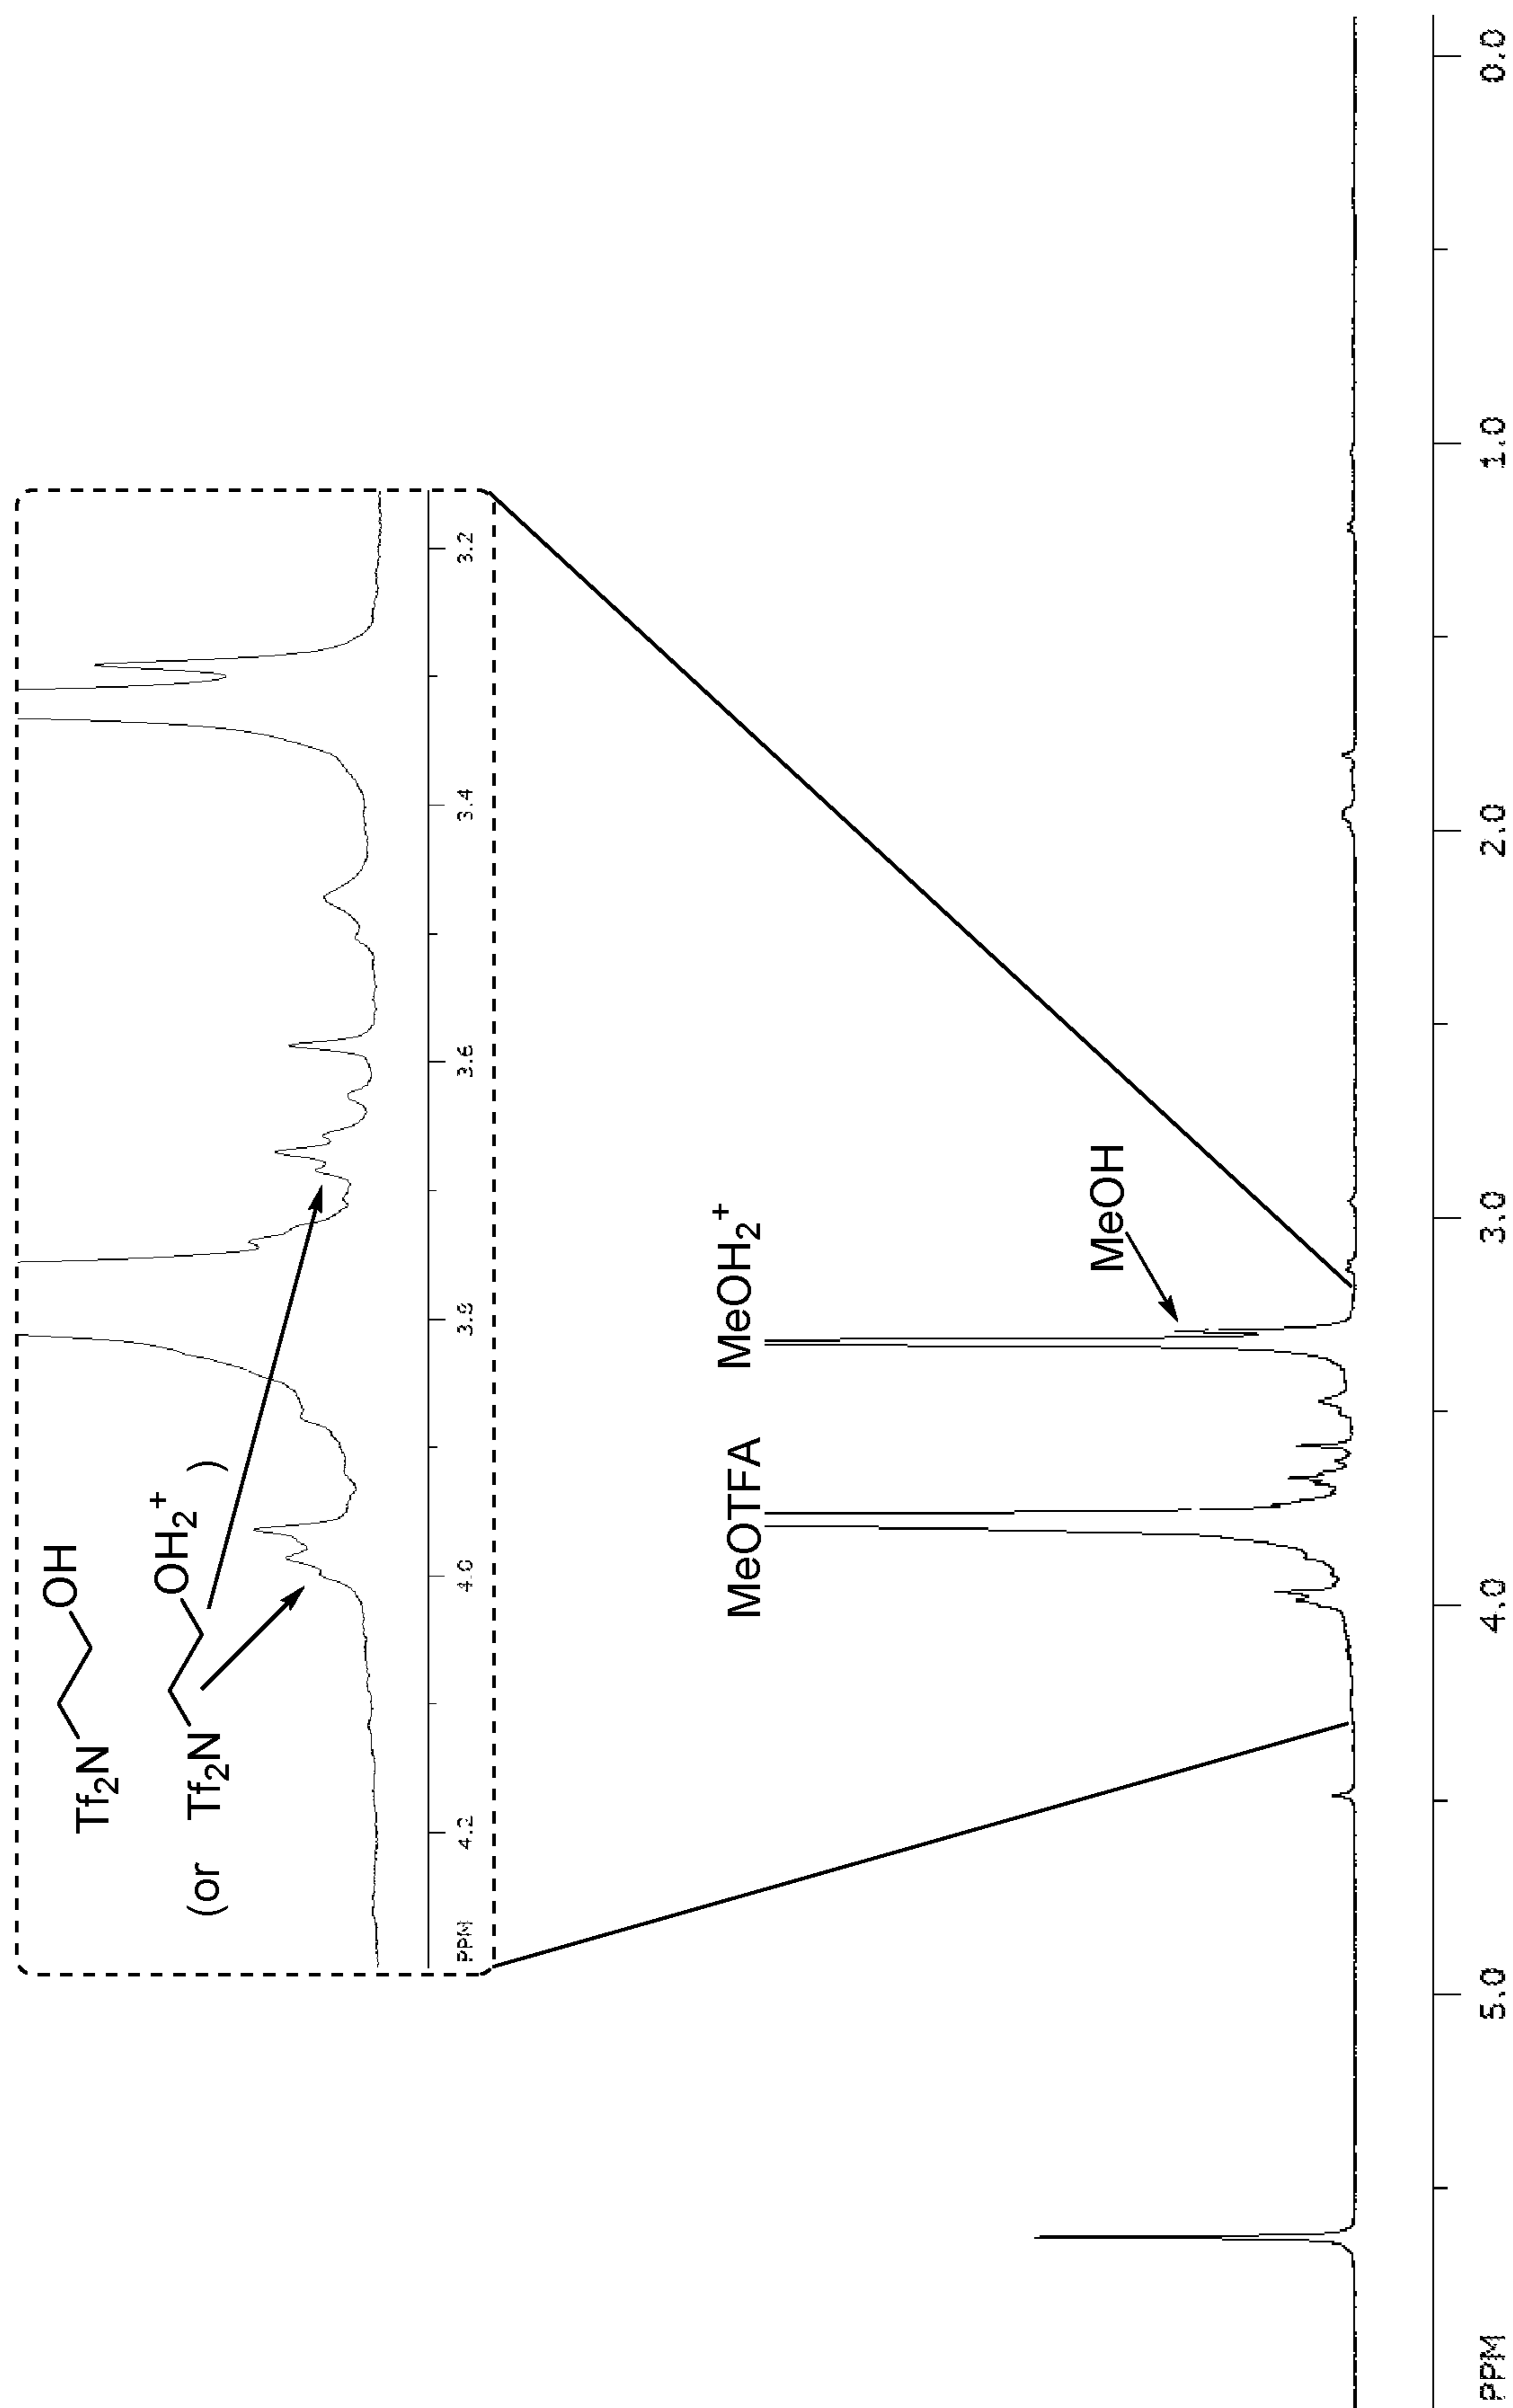 Tf₂N OH
(or Tf₂N OH₂⁺ )
PPM 4.2 4.0 3.8 3.6 3.4 3.2
MeOTFA MeOH₂⁺
MeOH
PPM 5.0 4.0 3.0 2.0 1.0 0.0